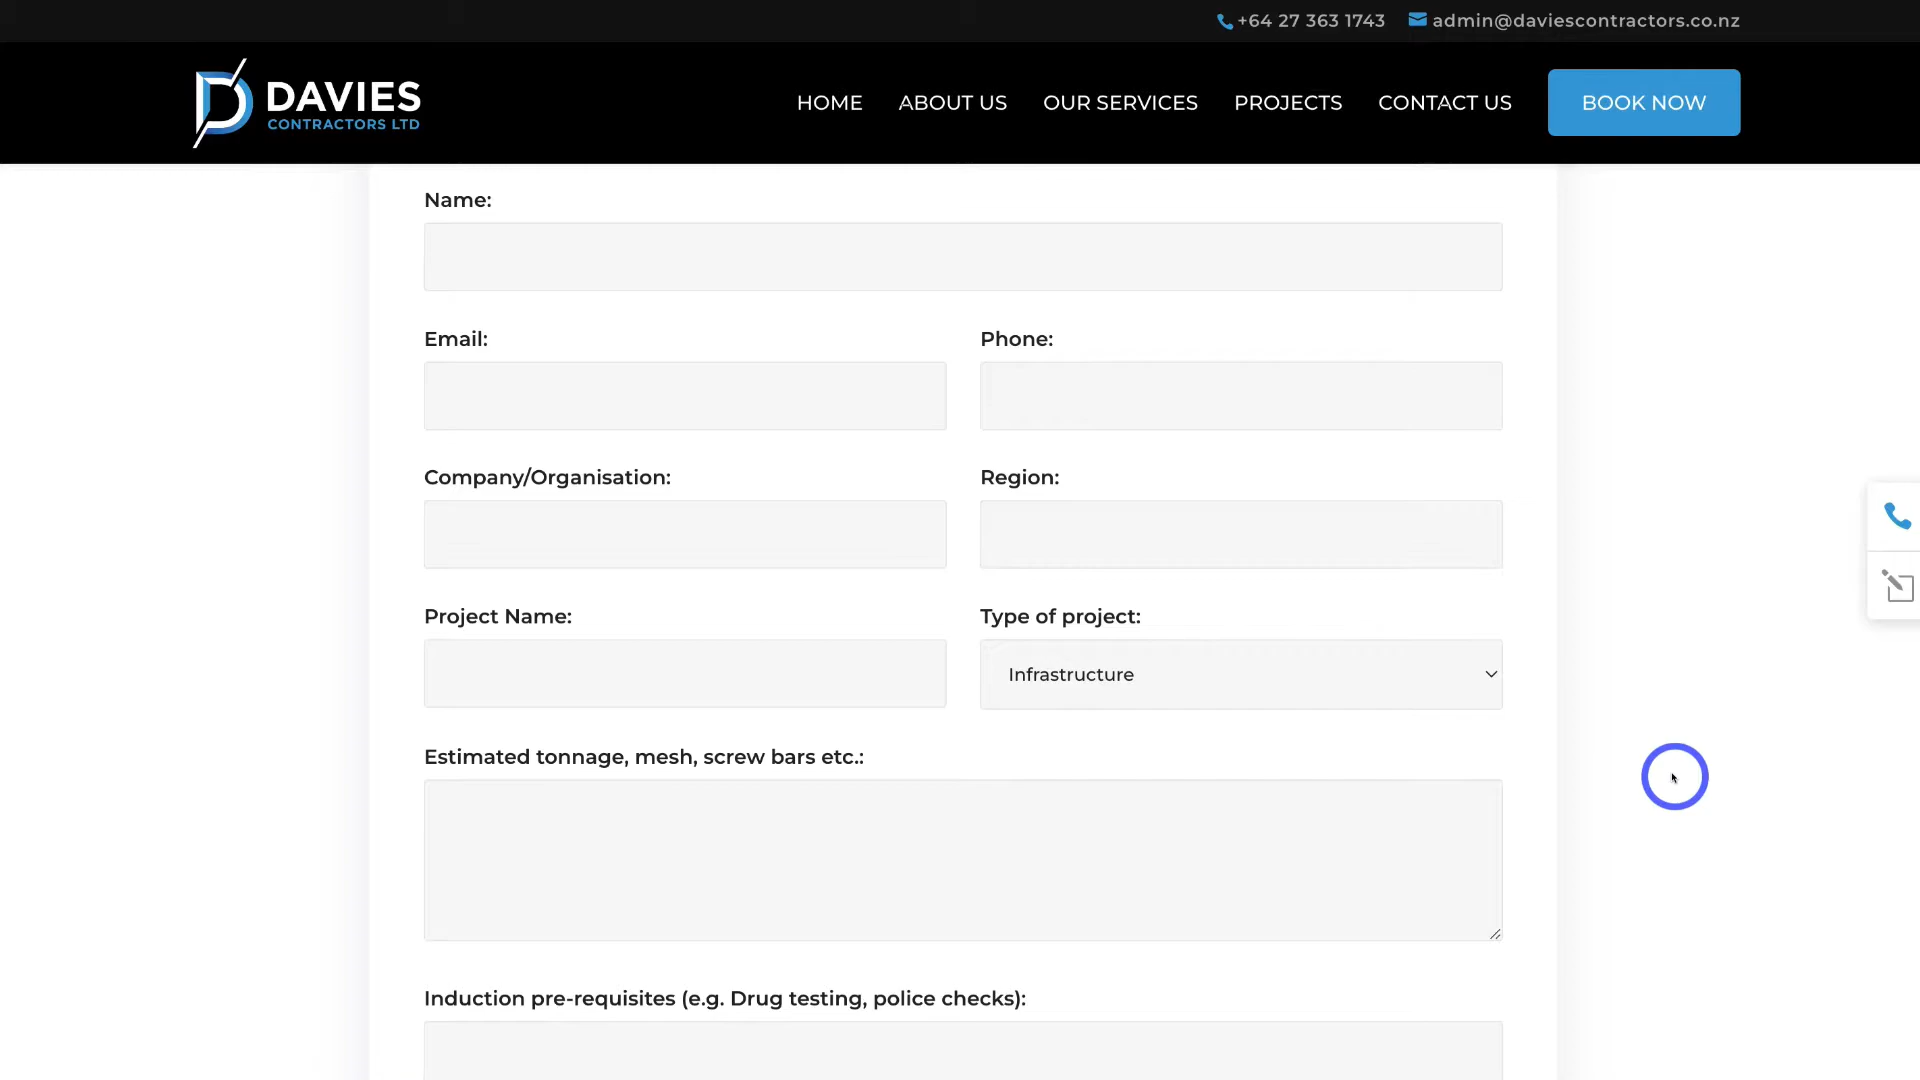 +64 27 363 1743 admin@daviescontractors.co.nz
DAVIES
CONTRACTORS LTD
HOME ABOUT US OUR SERVICES PROJECTS CONTACT US BOOK NOW
Name:
Email: Phone:
Company/Organisation: Region:
Project Name: Type of project:
Infrastructure
Estimated tonnage, mesh, screw bars etc.:
Induction pre-requisites (e.g. Drug testing, police checks):